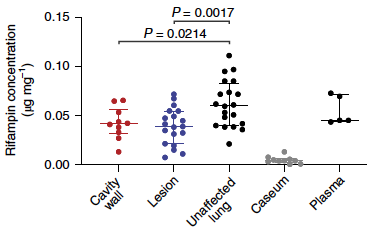 P = 0.0017
P = 0.0214
Rifampin concentration
(μg mg⁻¹)
0.15
0.10
0.05
0.00
Cavity
wall
Lesion
Unaffected
lung
Caseum
Plasma